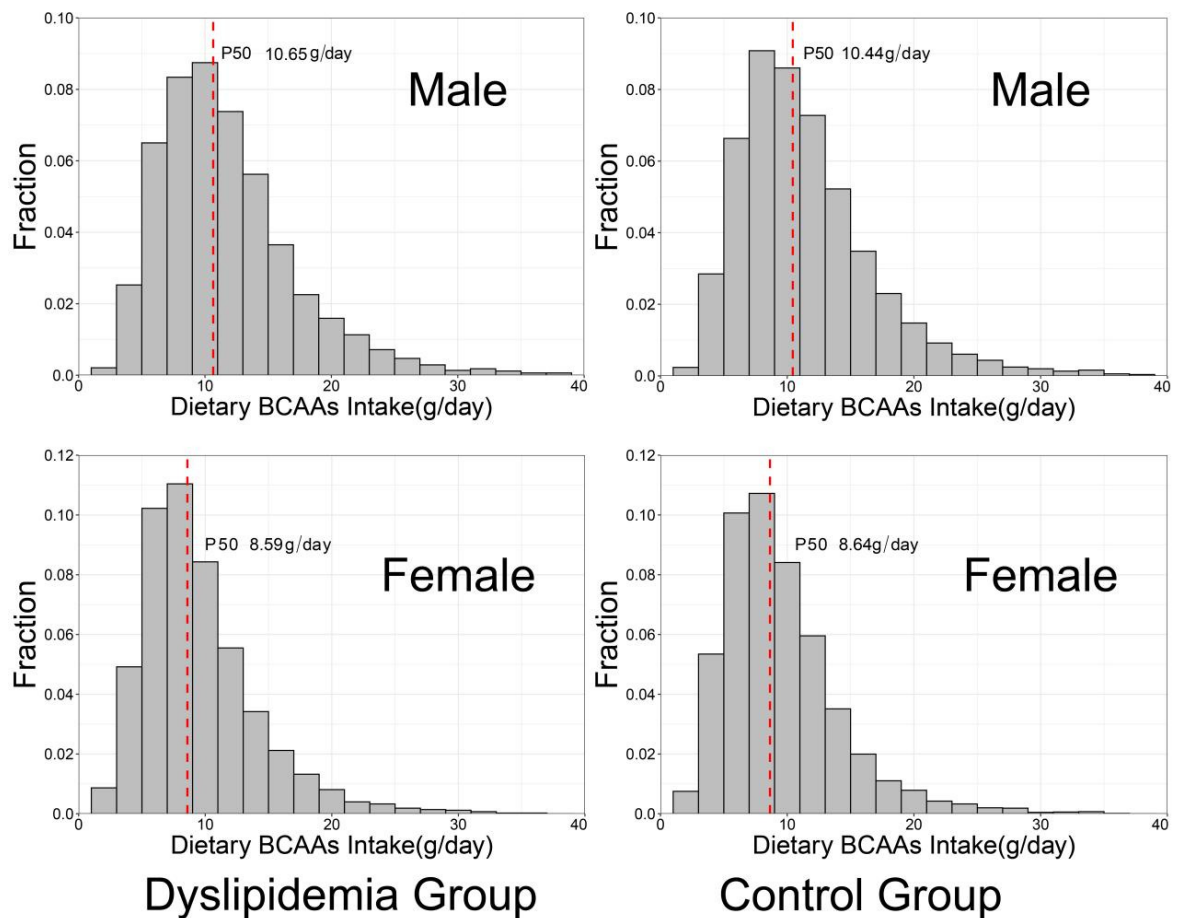 0.10
0.08
0.06
0.04
0.02
0.0
Fraction
P50 10.65g/day
Male
0
10
20
30
40
Dietary BCAAs Intake(g/day)
0.10
0.08
0.06
0.04
0.02
0.0
Fraction
P50 10.44g/day
Male
0
10
20
30
40
Dietary BCAAs Intake(g/day)
0.12
0.10
0.08
0.06
0.04
0.02
0.0
Fraction
P50 8.59g/day
Female
0
10
20
30
40
Dietary BCAAs Intake(g/day)
0.12
0.10
0.08
0.06
0.04
0.02
0.0
Fraction
P50 8.64g/day
Female
0
10
20
30
40
Dietary BCAAs Intake(g/day)
Dyslipidemia Group
Control Group